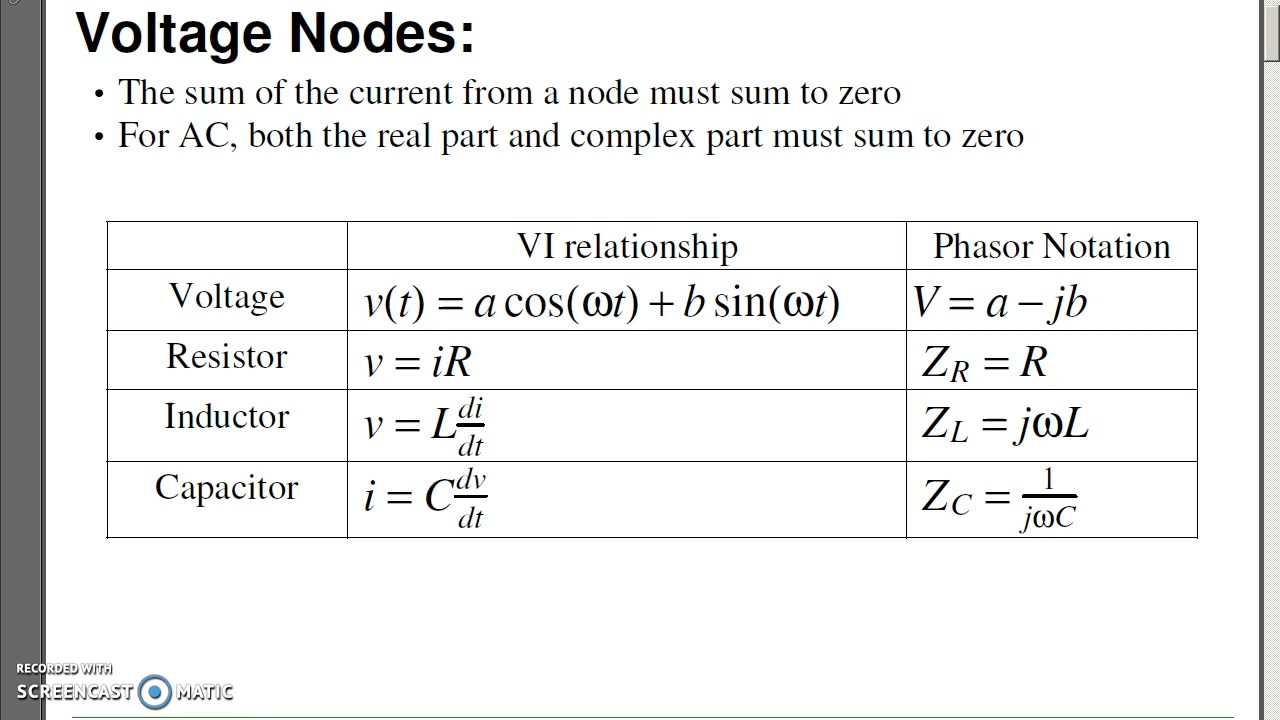 Voltage Nodes:
• The sum of the current from a node must sum to zero
• For AC, both the real part and complex part must sum to zero
VI relationship Phasor Notation
Voltage v(t) = a cos(ωt) + b sin(ωt) V = a − jb
Resistor v = iR Z_R = R
Inductor v = L di/dt Z_L = jωL
Capacitor i = C dv/dt Z_C = 1/jωC
RECORDED WITH
SCREENCAST MATIC